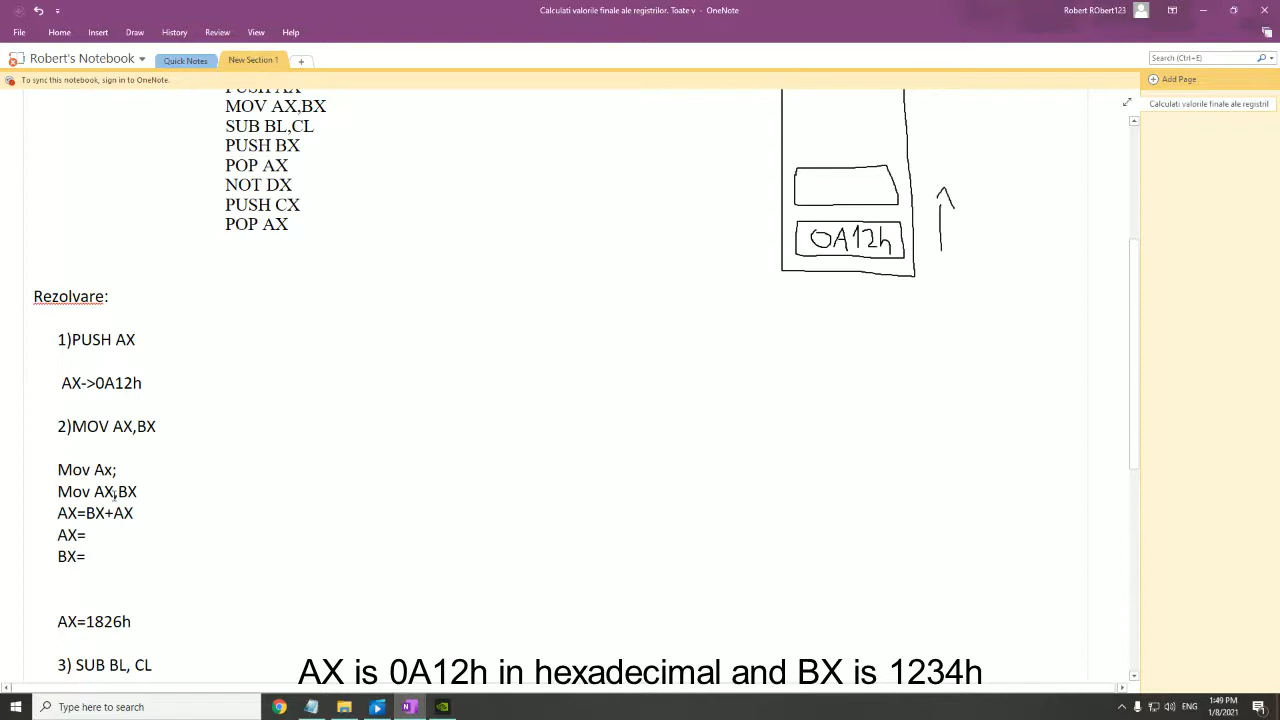 Calculati valorile finale ale registrilor. Toate v - OneNote
Robert RObert123
File Home Insert Draw History Review View Help
Robert's Notebook Quick Notes New Section 1
Search (Ctrl+E)
To sync this notebook, sign in to OneNote.
Add Page
Calculati valorile finale ale registril
PUSH AX
MOV AX,BX
SUB BL,CL
PUSH BX
POP AX
NOT DX
PUSH CX
POP AX
0A12h
Rezolvare:
1)PUSH AX
AX->0A12h
2)MOV AX,BX
Mov Ax;
Mov AX,BX
AX=BX+AX
AX=
BX=
AX=1826h
3) SUB BL, CL
AX is 0A12h in hexadecimal and BX is 1234h
Type here to search
ENG
1:49 PM
1/8/2021